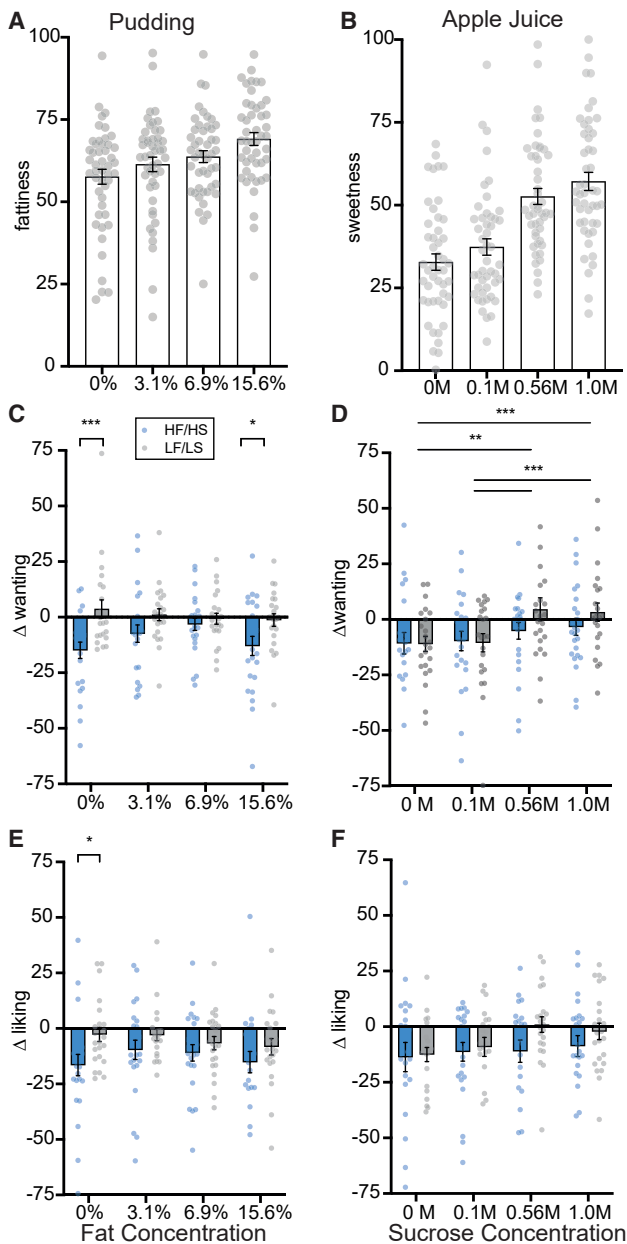 A Pudding
fattiness
100
75
50
25
0
0% 3.1% 6.9% 15.6%
B Apple Juice
sweetness
100
75
50
25
0
0M 0.1M 0.56M 1.0M
C
*** *
HF/HS
LF/LS
Δ wanting
75
50
25
0
-25
-50
-75
0% 3.1% 6.9% 15.6%
D
***
**
***
Δwanting
75
50
25
0
-25
-50
-75
0 M 0.1M 0.56M 1.0M
E
*
Δ liking
75
50
25
0
-25
-50
-75
0% 3.1% 6.9% 15.6%
Fat Concentration
F
Δ liking
75
50
25
0
-25
-50
-75
0 M 0.1M 0.56M 1.0M
Sucrose Concentration